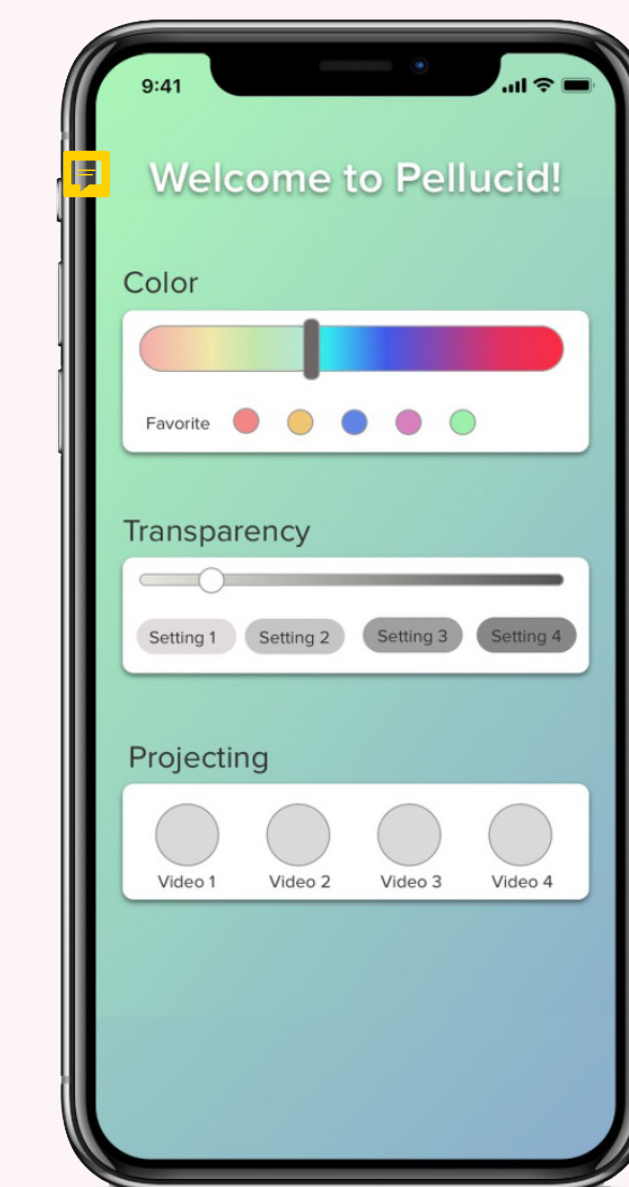 9:41
Welcome to Pellucid!
Color
Favorite
Transparency
Setting 1 Setting 2 Setting 3 Setting 4
Projecting
Video 1 Video 2 Video 3 Video 4